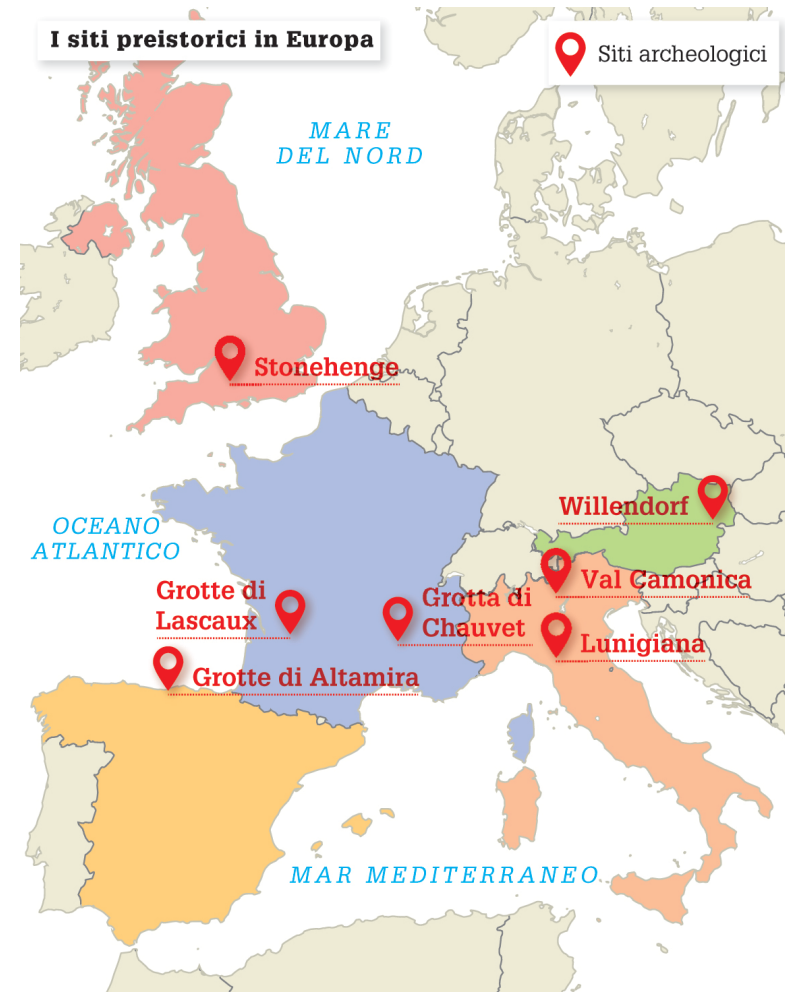 I siti preistorici in Europa
Siti archeologici
MARE
DEL NORD
Stonehenge
OCEANO
ATLANTICO
Willendorf
Val Camonica
Grotte di
Lascaux
Grotta di
Chauvet
Lunigiana
Grotte di Altamira
MAR MEDITERRANEO